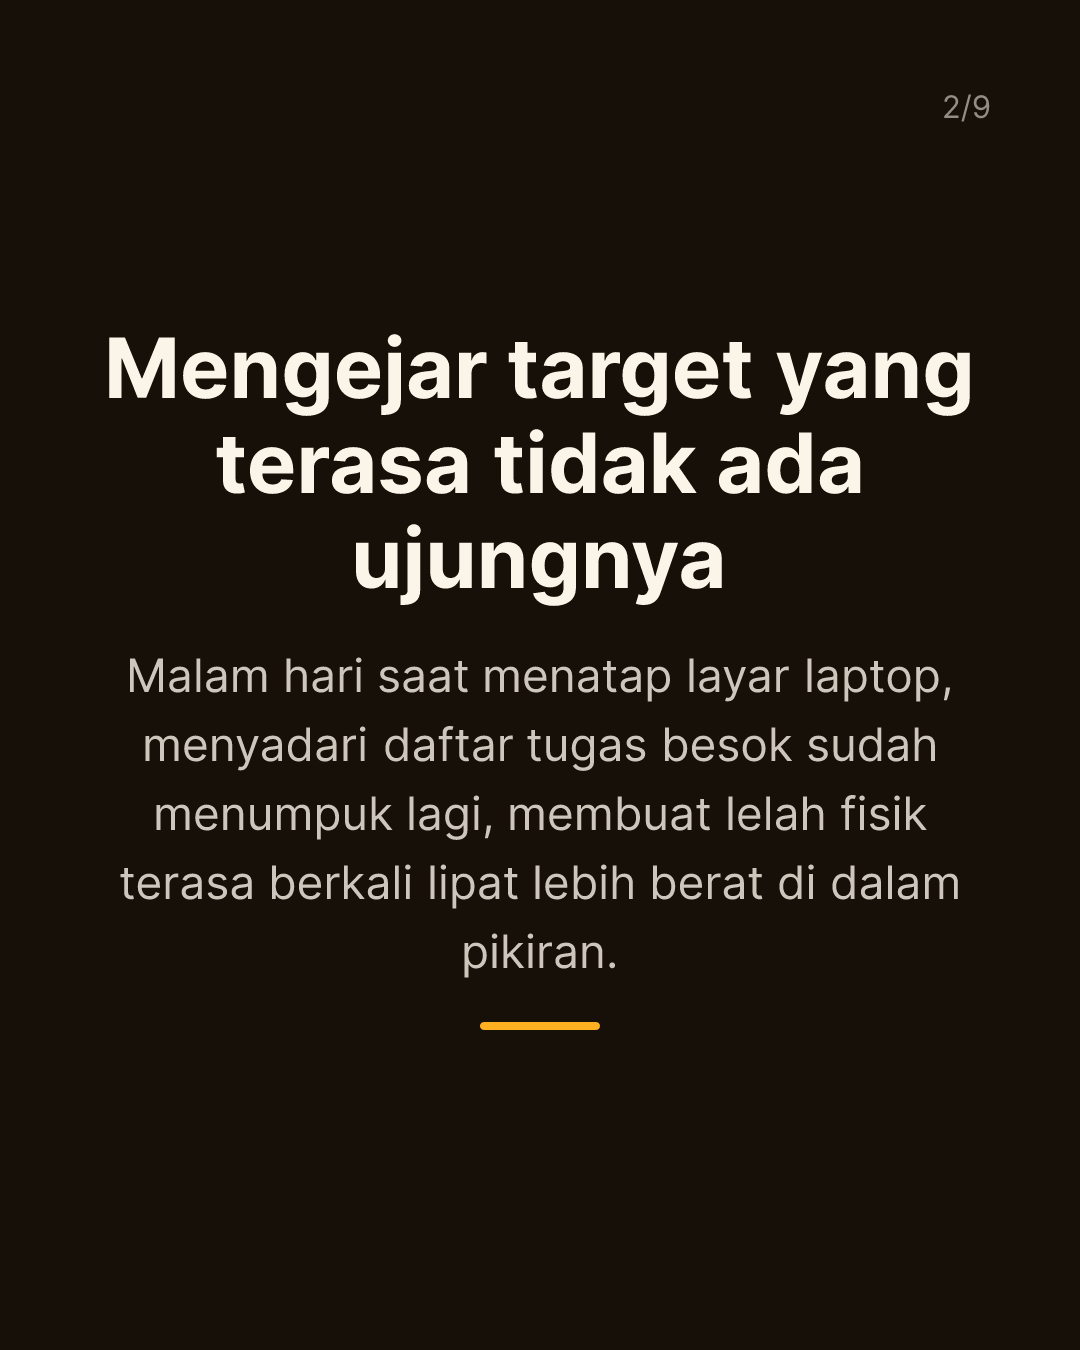 2/9
Mengejar target yang
terasa tidak ada
ujungnya
Malam hari saat menatap layar laptop,
menyadari daftar tugas besok sudah
menumpuk lagi, membuat lelah fisik
terasa berkali lipat lebih berat di dalam
pikiran.